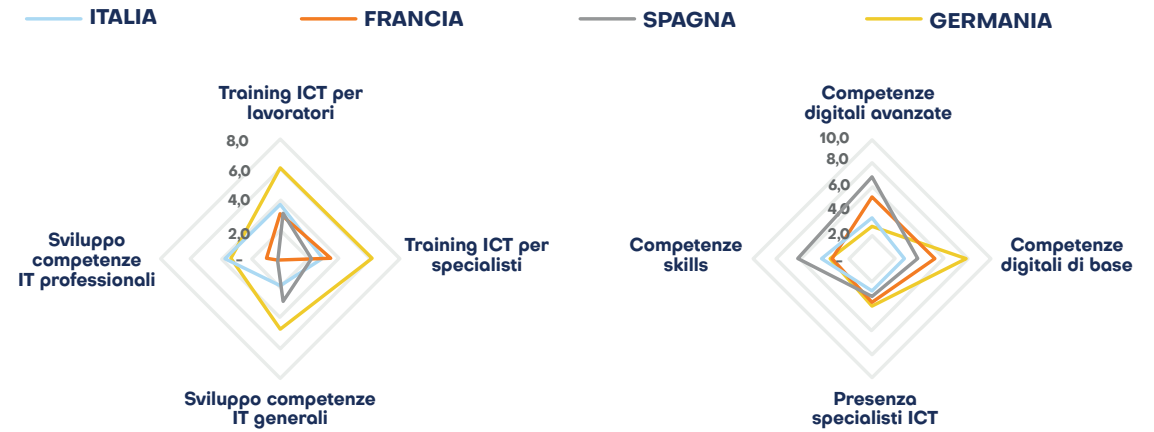 ITALIA
FRANCIA
SPAGNA
GERMANIA
Training ICT per
lavoratori
8,0
6,0
4,0
2,0
-
Sviluppo
competenze
IT professionali
Training ICT per
specialisti
Sviluppo competenze
IT generali
Competenze
digitali avanzate
10,0
8,0
6,0
4,0
2,0
-
Competenze
skills
Competenze
digitali di base
Presenza
specialisti ICT